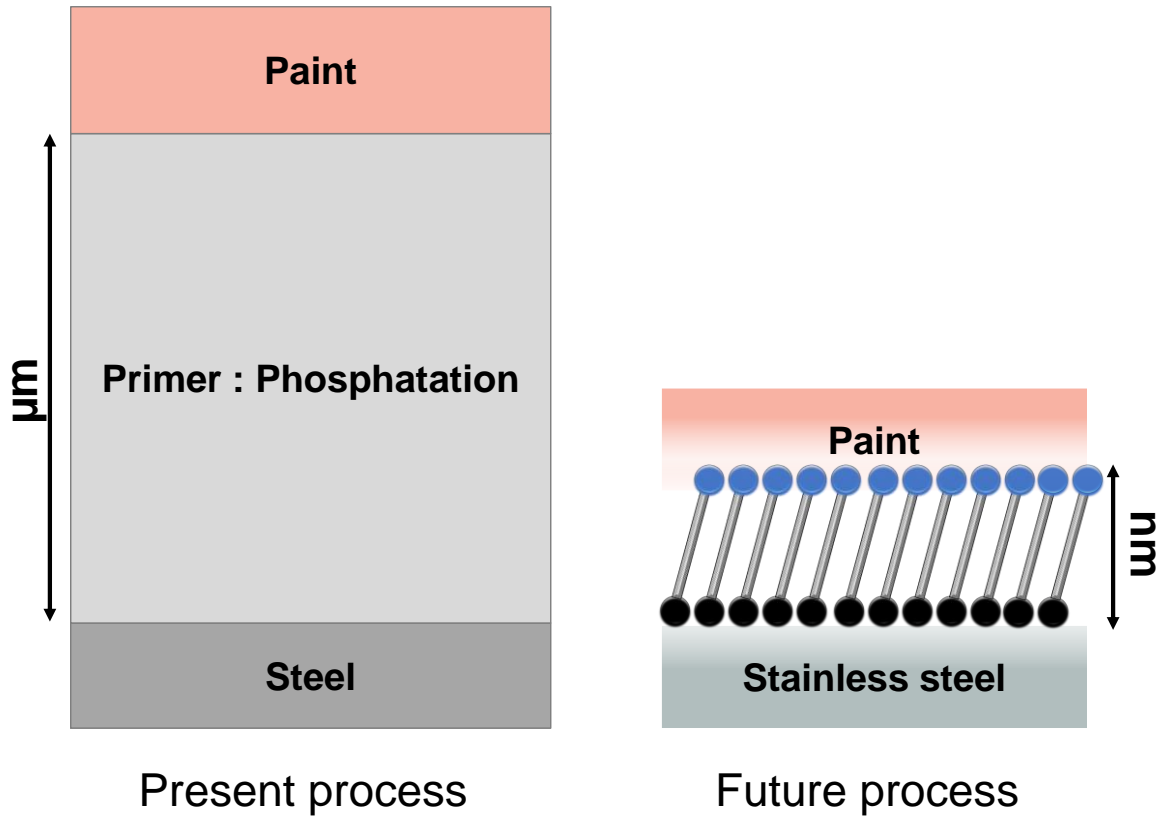 Paint
µm
Primer : Phosphatation
Steel
Present process
Paint
nm
Stainless steel
Future process